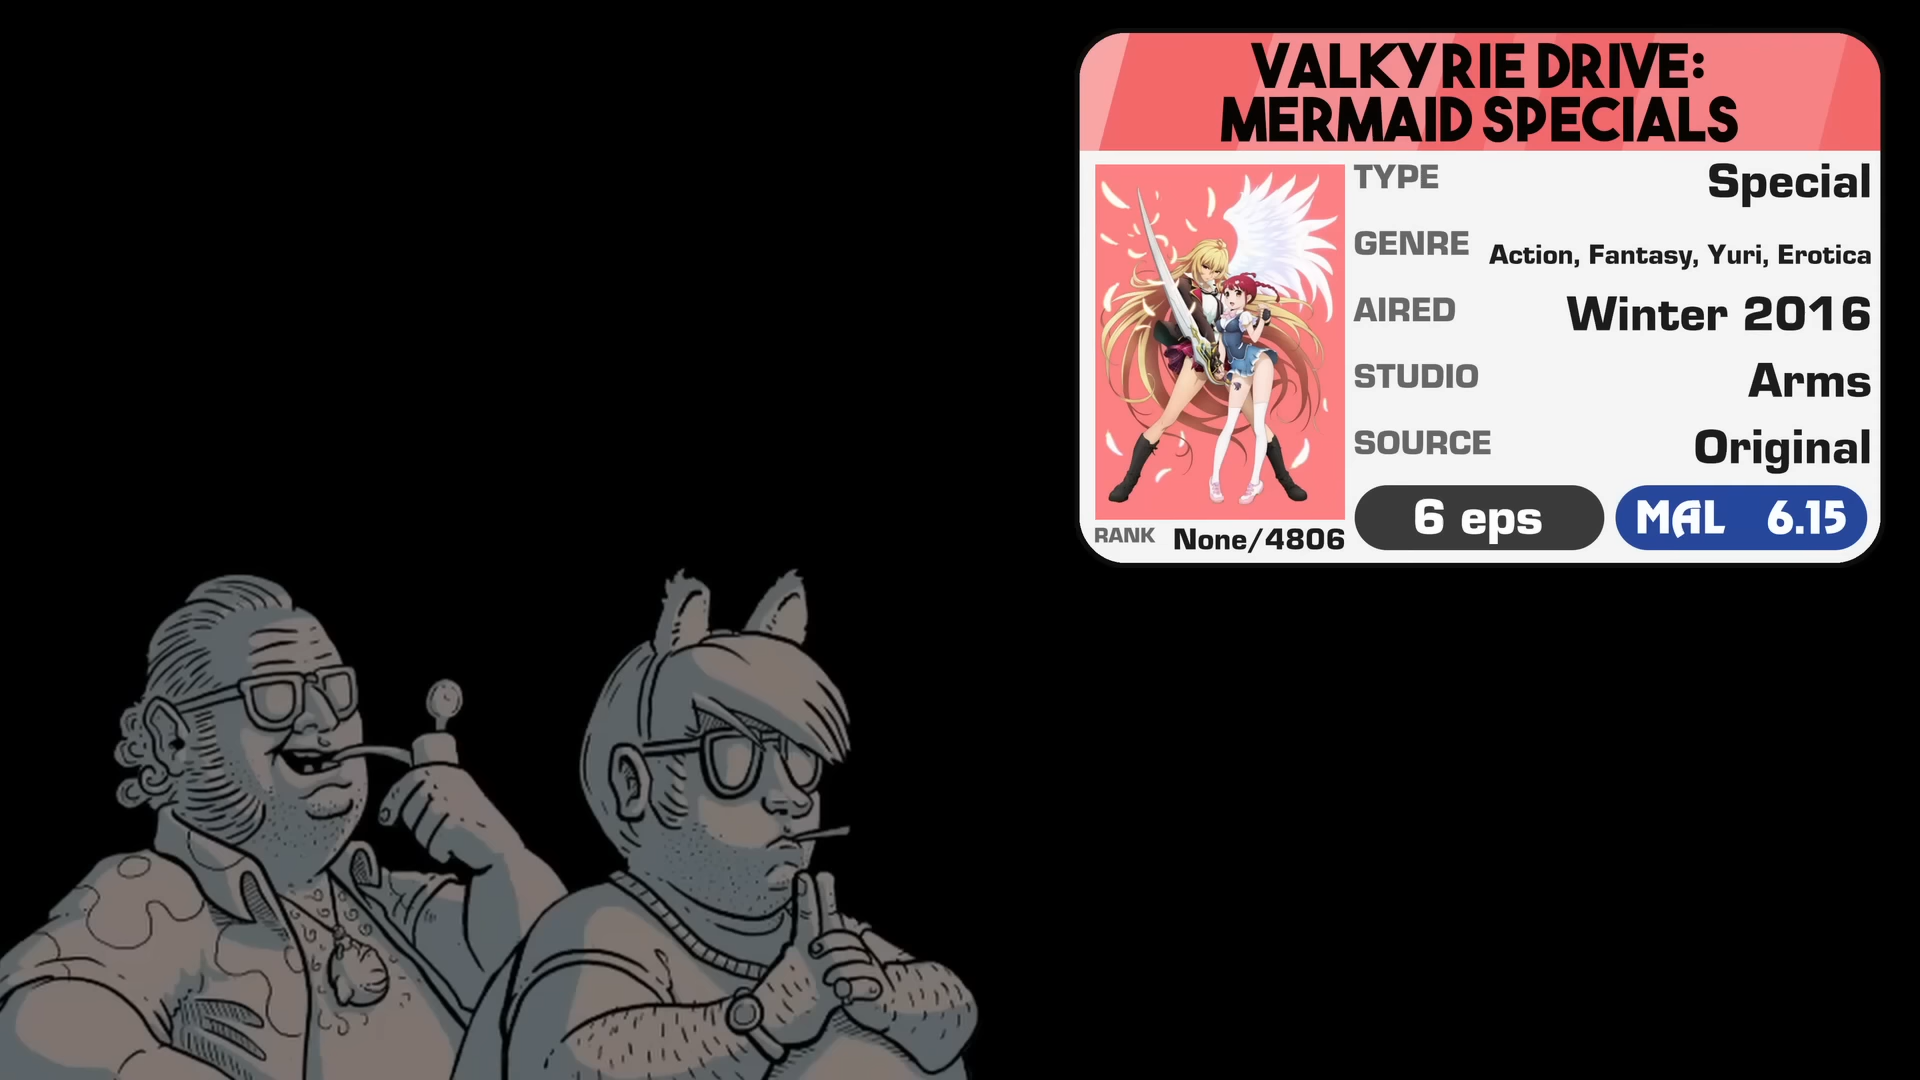 VALKYRIE DRIVE:
MERMAID SPECIALS
TYPE Special
GENRE Action, Fantasy, Yuri, Erotica
AIRED Winter 2016
STUDIO Arms
SOURCE Original
RANK None/4806
6 eps
MAL 6.15